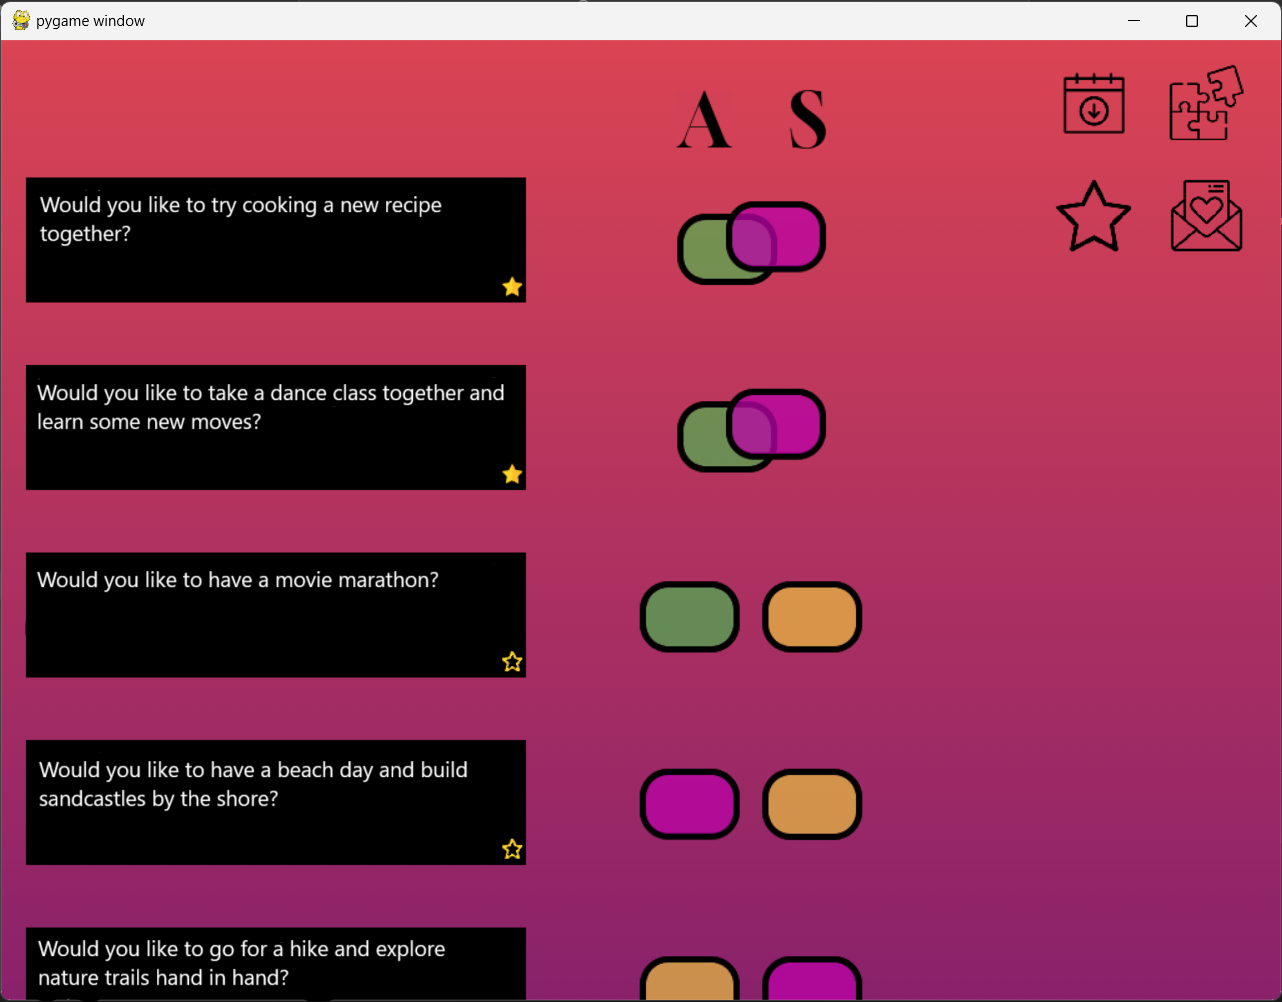 pygame window
A S
Would you like to try cooking a new recipe
together?
Would you like to take a dance class together and
learn some new moves?
Would you like to have a movie marathon?
Would you like to have a beach day and build
sandcastles by the shore?
Would you like to go for a hike and explore
nature trails hand in hand?